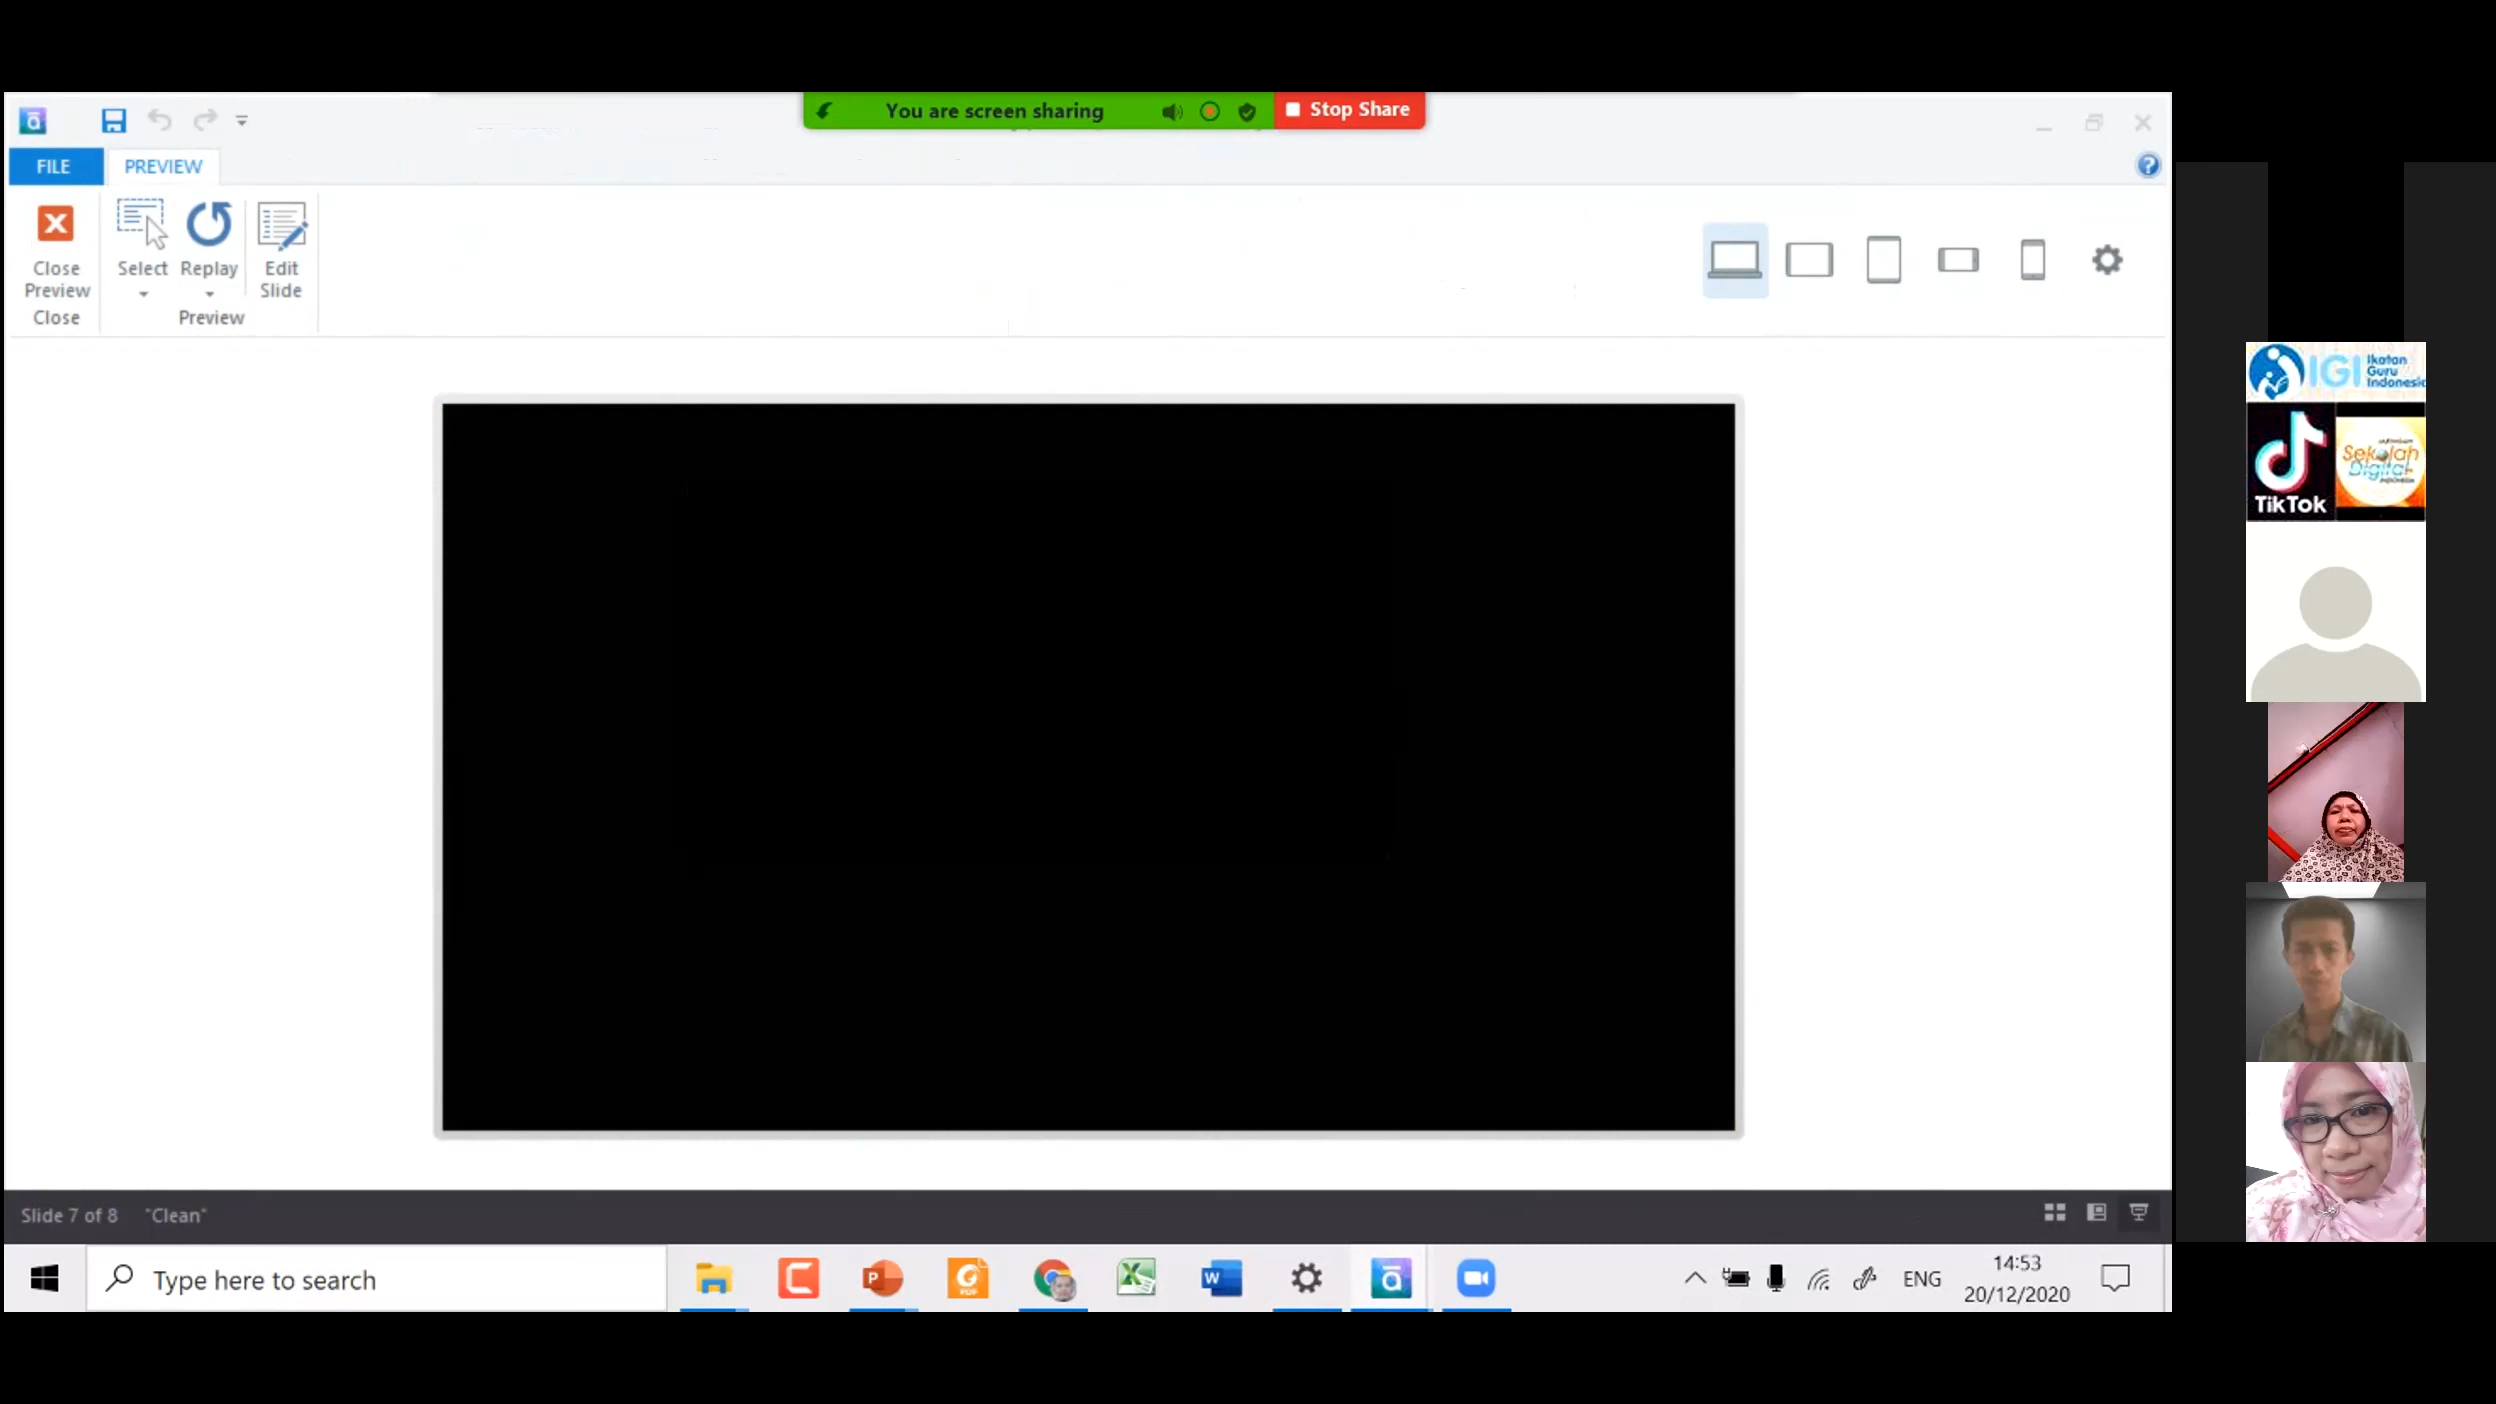 You are screen sharing
Stop Share
FILE
PREVIEW
Close Preview
Select
Replay
Edit Slide
Close
Preview
IGI Ikatan Guru Indonesia
TikTok
Sekolah Digital
Slide 7 of 8 "Clean"
Type here to search
ENG
14:53
20/12/2020